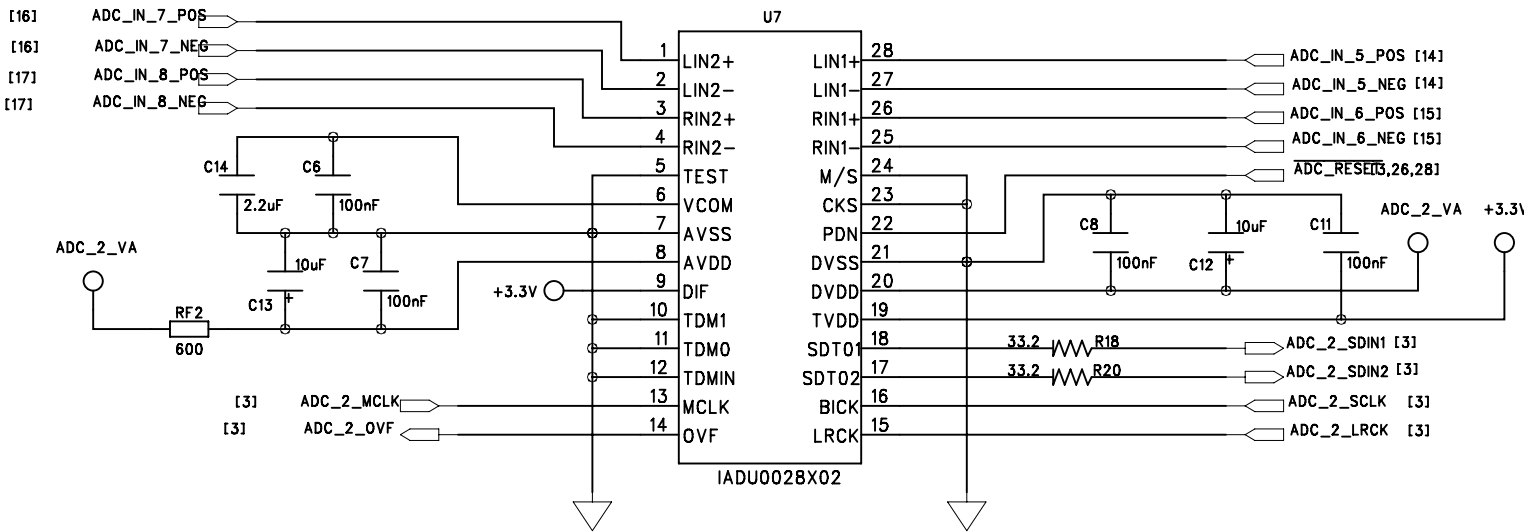 U7
[16] ADC_IN_7_POS
[16] ADC_IN_7_NEG
[17] ADC_IN_8_POS
[17] ADC_IN_8_NEG
1 LIN2+
2 LIN2-
3 RIN2+
4 RIN2-
5 TEST
6 VCOM
7 AVSS
8 AVDD
9 DIF
10 TDM1
11 TDM0
12 TDMIN
13 MCLK
14 OVF
LIN1+ 28
LIN1- 27
RIN1+ 26
RIN1- 25
M/S 24
CKS 23
PDN 22
DVSS 21
DVDD 20
TVDD 19
SDTO1 18
SDTO2 17
BICK 16
LRCK 15
IADU0028X02
C14
2.2uF
C6
100nF
ADC_2_VA
10uF
C13
+
C7
100nF
RF2
600
+3.3V
[3] ADC_2_MCLK
[3] ADC_2_OVF
ADC_IN_5_POS [14]
ADC_IN_5_NEG [14]
ADC_IN_6_POS [15]
ADC_IN_6_NEG [15]
ADC_RESET[3,26,28]
C8
100nF
10uF
C12
+
C11
100nF
ADC_2_VA
+3.3V
33.2 R18
ADC_2_SDIN1 [3]
33.2 R20
ADC_2_SDIN2 [3]
ADC_2_SCLK [3]
ADC_2_LRCK [3]